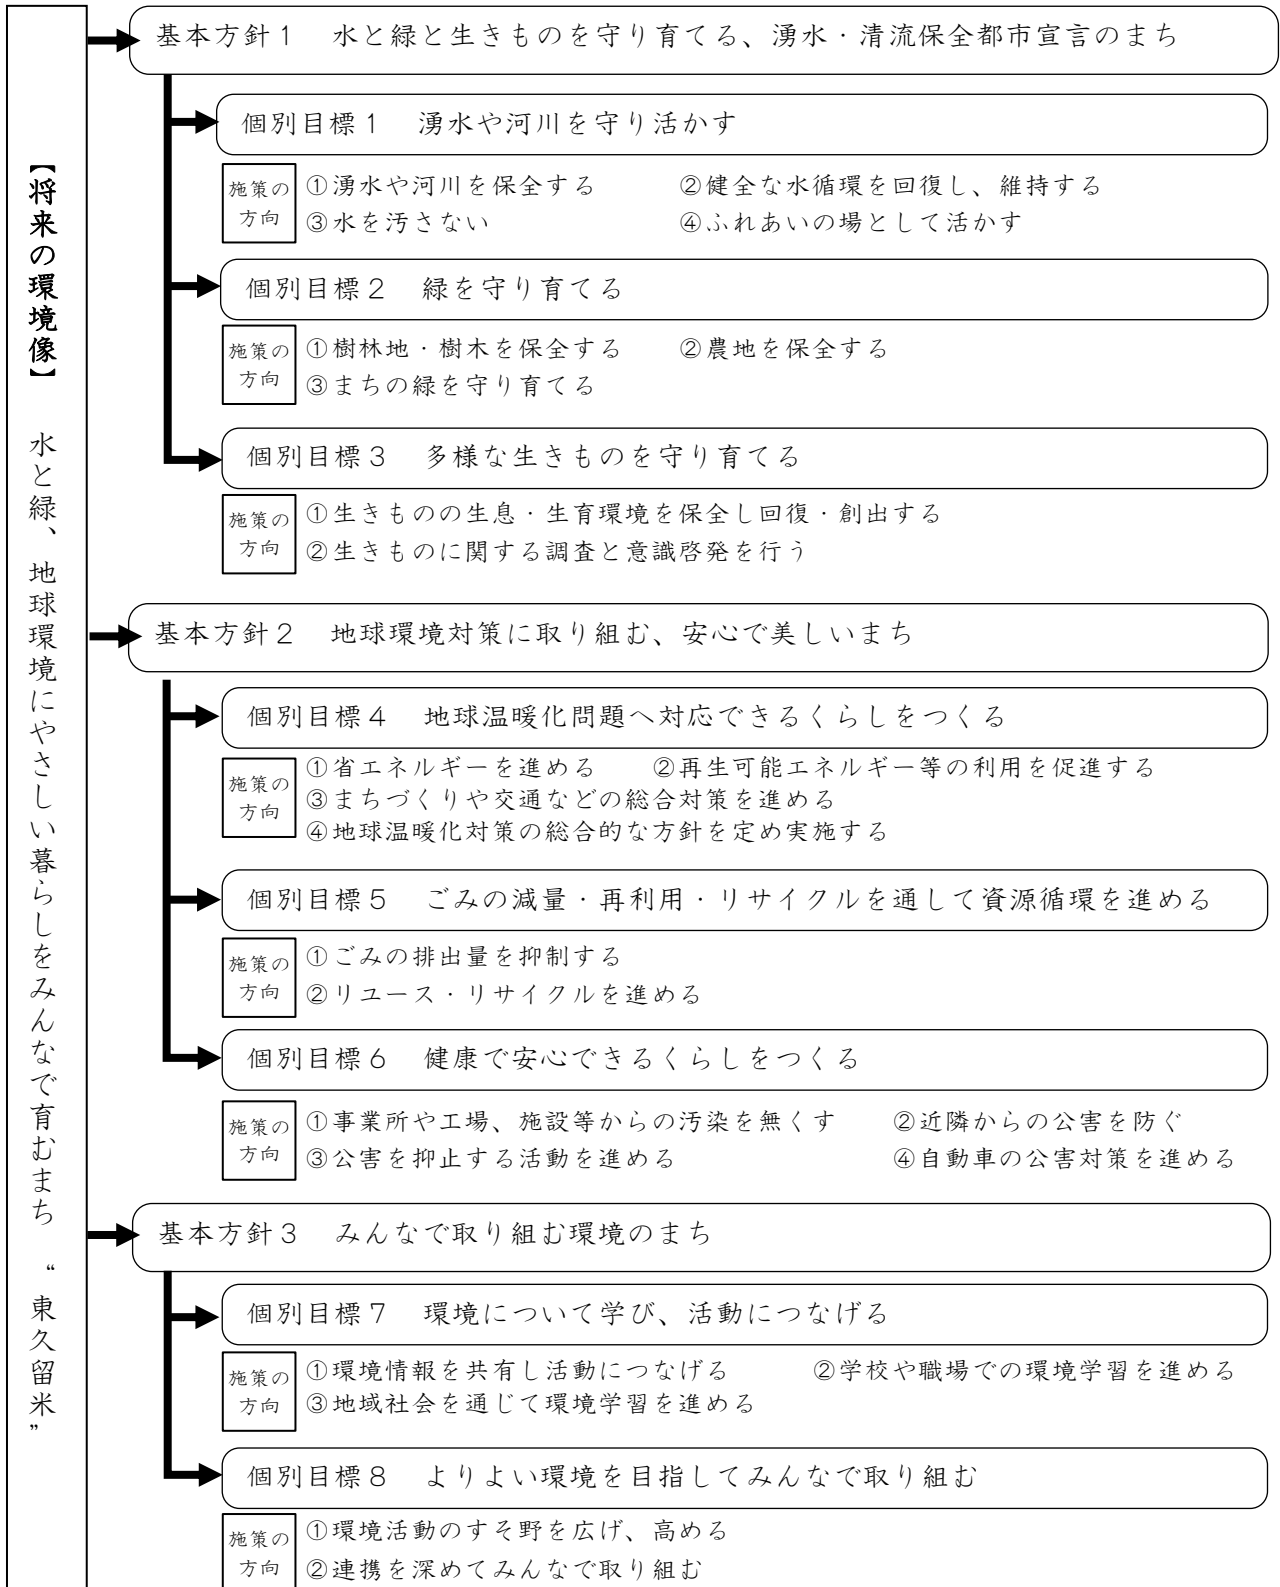 【将来の環境像】　水と緑、地球環境にやさしい暮らしをみんなで育むまち　“東久留米”
基本方針１　水と緑と生きものを守り育てる、湧水・清流保全都市宣言のまち
個別目標１　湧水や河川を守り活かす
施策の
方向
①湧水や河川を保全する　②健全な水循環を回復し、維持する
③水を汚さない　④ふれあいの場として活かす
個別目標２　緑を守り育てる
施策の
方向
①樹林地・樹木を保全する　②農地を保全する
③まちの緑を守り育てる
個別目標３　多様な生きものを守り育てる
施策の
方向
①生きものの生息・生育環境を保全し回復・創出する
②生きものに関する調査と意識啓発を行う
基本方針２　地球環境対策に取り組む、安心で美しいまち
個別目標４　地球温暖化問題へ対応できるくらしをつくる
施策の
方向
①省エネルギーを進める　②再生可能エネルギー等の利用を促進する
③まちづくりや交通などの総合対策を進める
④地球温暖化対策の総合的な方針を定め実施する
個別目標５　ごみの減量・再利用・リサイクルを通して資源循環を進める
施策の
方向
①ごみの排出量を抑制する
②リユース・リサイクルを進める
個別目標６　健康で安心できるくらしをつくる
施策の
方向
①事業所や工場、施設等からの汚染を無くす　②近隣からの公害を防ぐ
③公害を抑止する活動を進める　④自動車の公害対策を進める
基本方針３　みんなで取り組む環境のまち
個別目標７　環境について学び、活動につなげる
施策の
方向
①環境情報を共有し活動につなげる　②学校や職場での環境学習を進める
③地域社会を通じて環境学習を進める
個別目標８　よりよい環境を目指してみんなで取り組む
施策の
方向
①環境活動のすそ野を広げ、高める
②連携を深めてみんなで取り組む